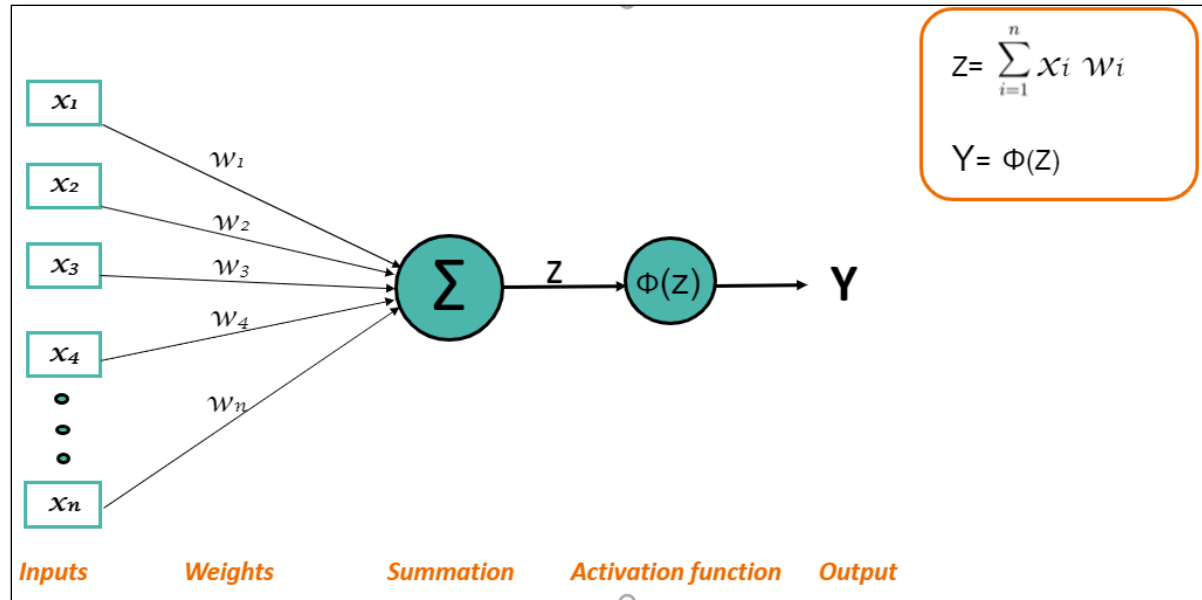 x₁
x₂
x₃
x₄
xₙ
w₁
w₂
w₃
w₄
wₙ
Σ
Z
Φ(Z)
Y
Z= n ∑ i=1 xᵢ wᵢ
Y= Φ(Z)
Inputs Weights Summation Activation function Output